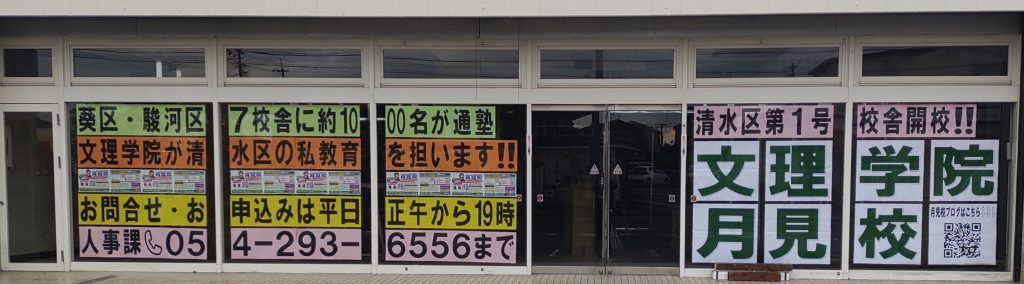 葵区・駿河区7校舎に約1000名が通塾
文理学院が清水区の私教育を担います!!
お問合せ・お申込みは平日正午から19時
人事課054-293-6556まで
清水区第1号校舎開校!!
文理学院
月見校
月見校ブログはこちら⇩⇩⇩